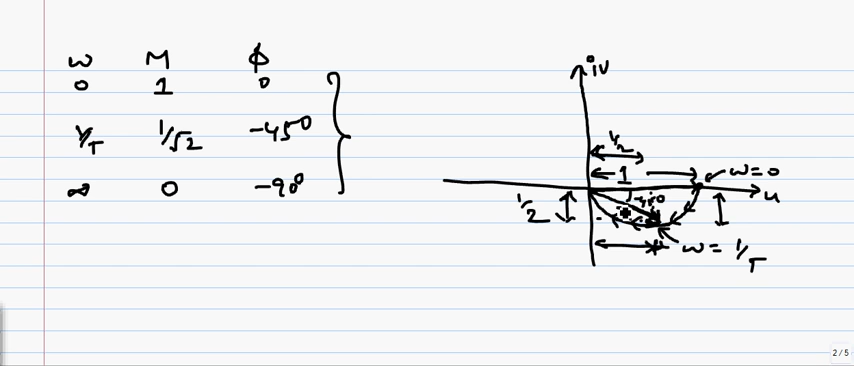 ω M ϕ
0 1 0
1/T 1/√2 -45°
∞ 0 -90°
iv
1/2
1
ω=0
u
-45°
1/2
ω= 1/T
2/5